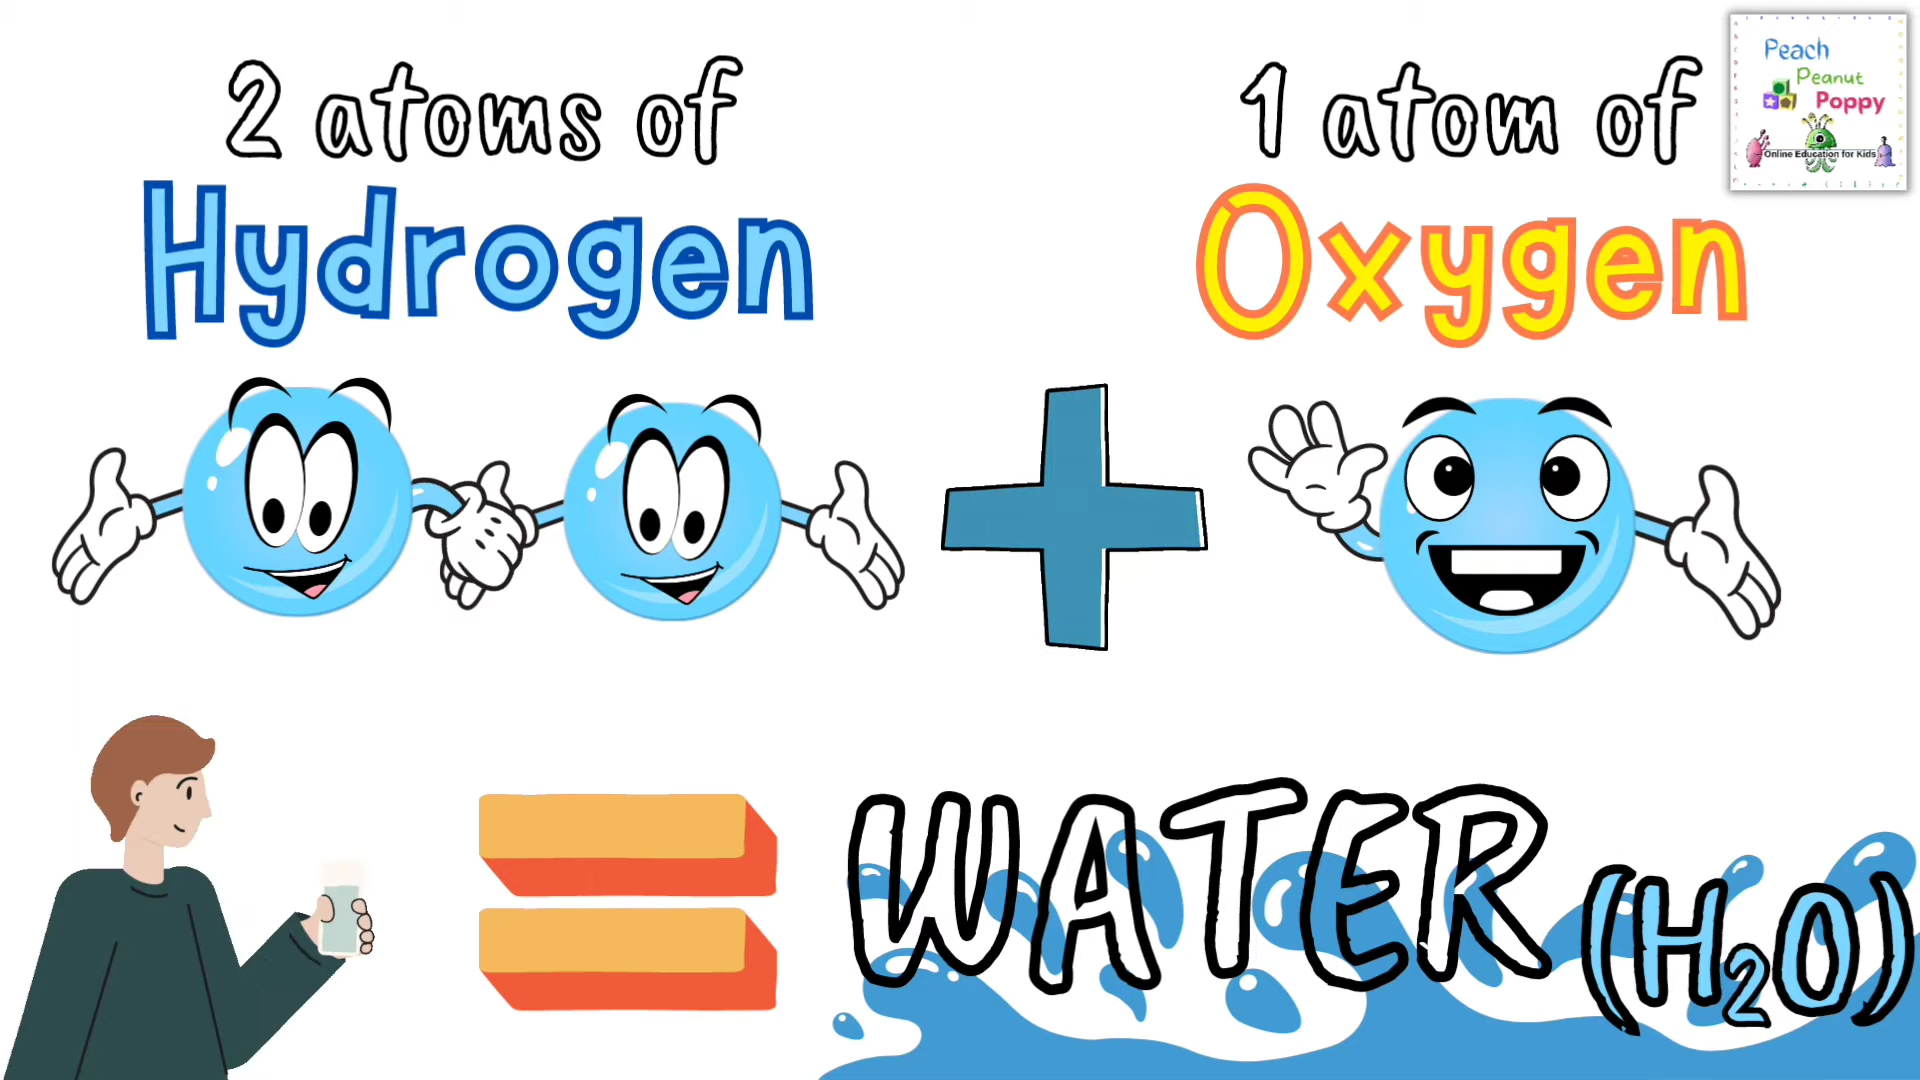 2 atoms of
Hydrogen
1 atom of
Oxygen
Peach
Peanut
Poppy
Online Education for Kids
WATER (H₂O)